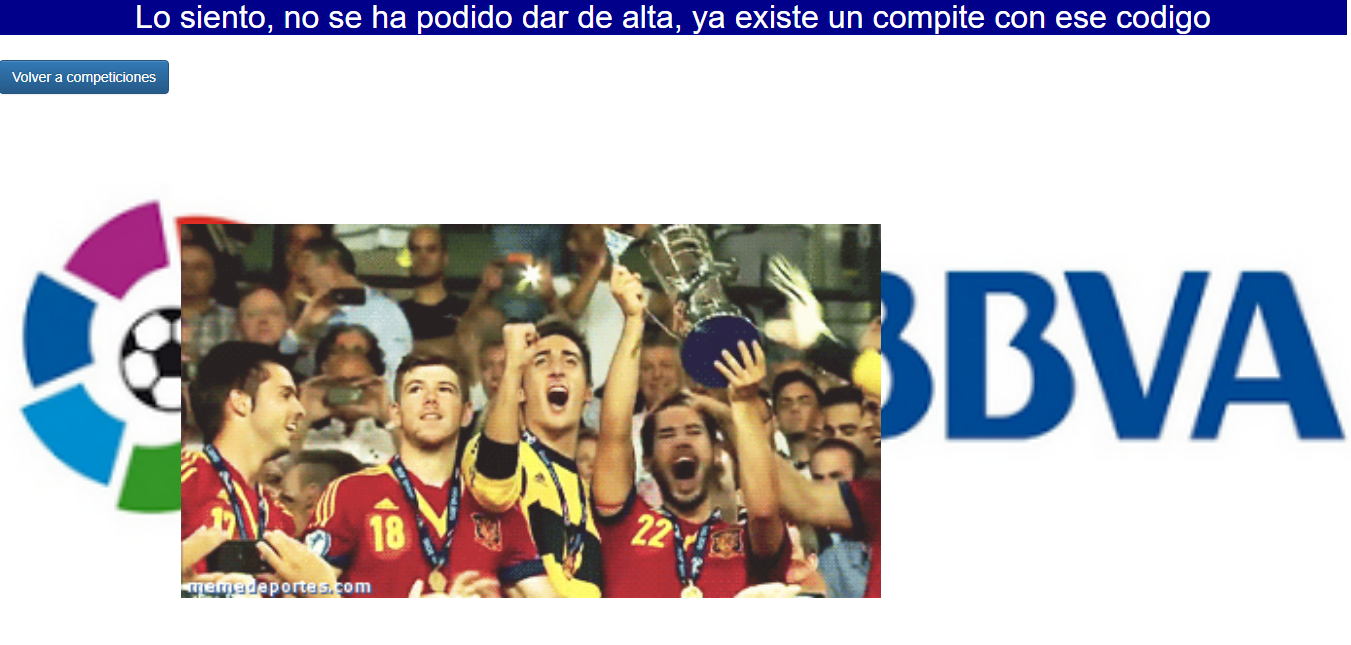 Lo siento, no se ha podido dar de alta, ya existe un compite con ese codigo
Volver a competiciones
BBVA
17
18
22
memedeportes.com